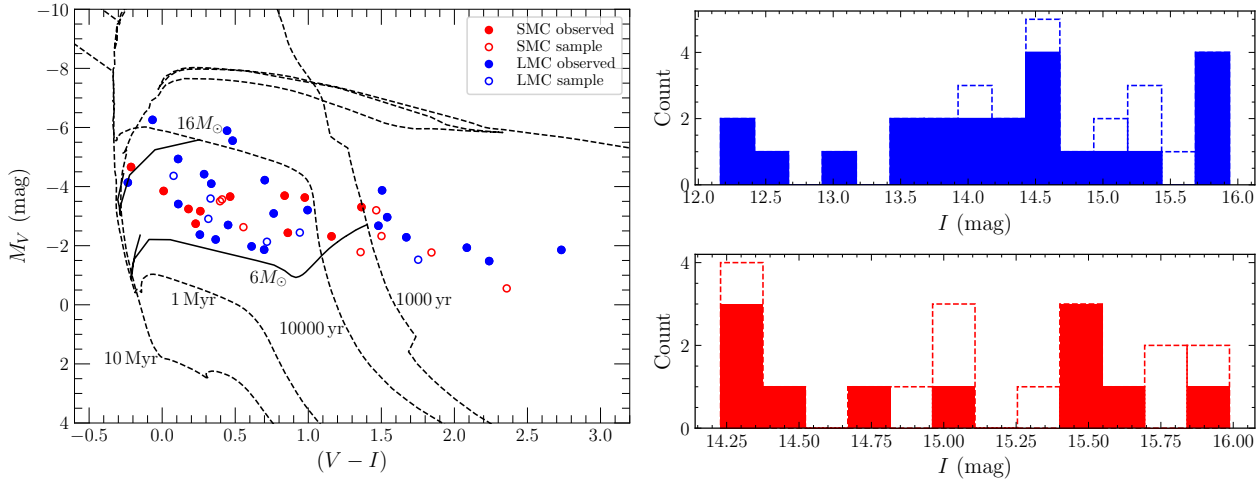 −10
−8
−6
−4
−2
0
2
4
M_V (mag)
−0.5 0.0 0.5 1.0 1.5 2.0 2.5 3.0
(V − I)
SMC observed
SMC sample
LMC observed
LMC sample
16M⊙
6M⊙
1 Myr
10 Myr
10000 yr
1000 yr
4
2
0
Count
12.0 12.5 13.0 13.5 14.0 14.5 15.0 15.5 16.0
I (mag)
4
2
0
Count
14.25 14.50 14.75 15.00 15.25 15.50 15.75 16.00
I (mag)